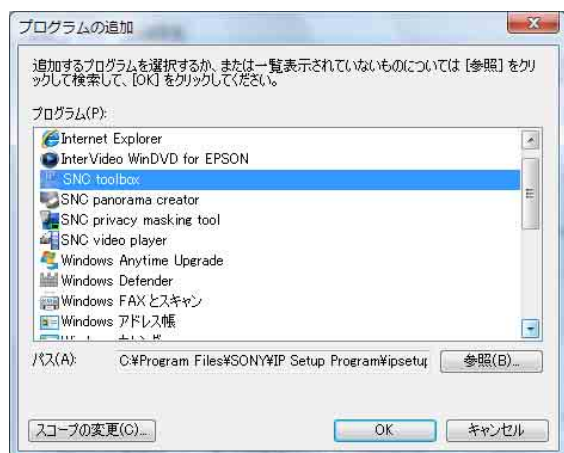 プログラムの追加
追加するプログラムを選択するか、または一覧表示されていないものについては [参照] をクリ
ックして検索して、[OK] をクリックしてください。
プログラム(P):
Internet Explorer
InterVideo WinDVD for EPSON
SNC toolbox
SNC panorama creator
SNC privacy masking tool
SNC video player
Windows Anytime Upgrade
Windows Defender
Windows FAX とスキャン
Windows アドレス帳
パス(A):
C:¥Program Files¥SONY¥IP Setup Program¥ipsetup
参照(B)...
スコープの変更(C)...
OK
キャンセル